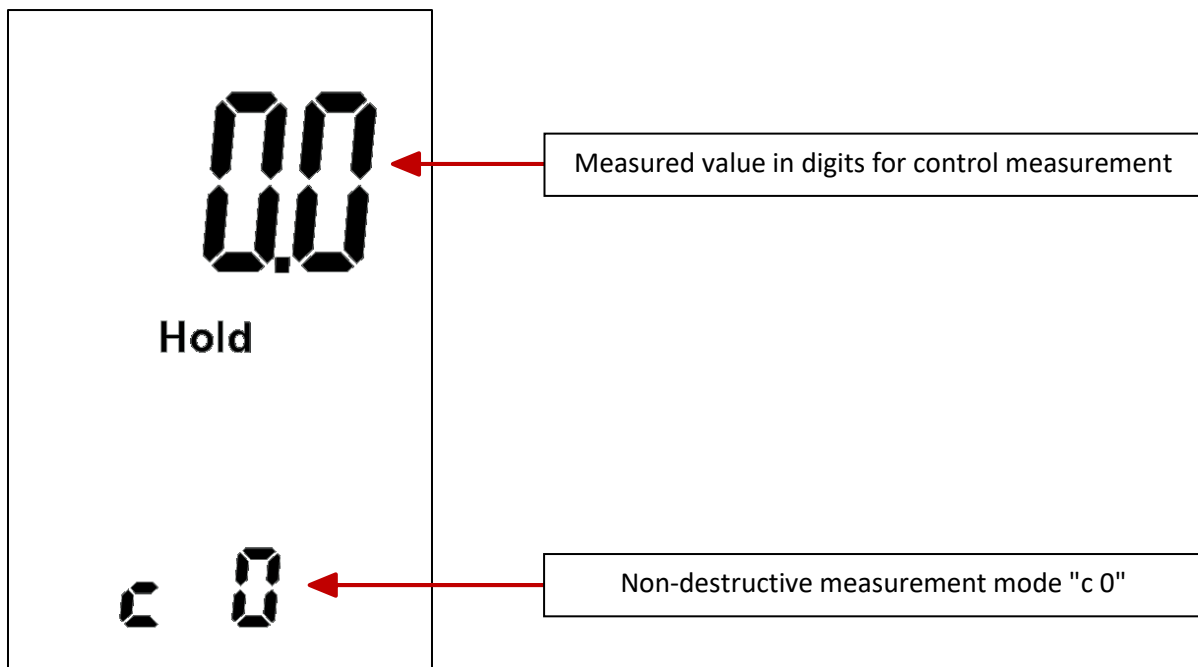 0.0
Measured value in digits for control measurement
Hold
c 0
Non-destructive measurement mode "c 0"